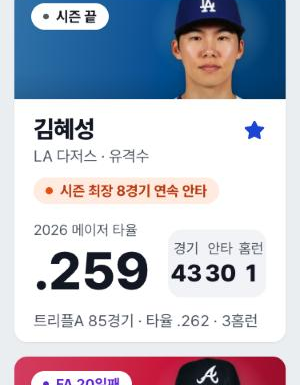 시즌 끝
LA
김혜성
LA 다저스 · 유격수
시즌 최장 8경기 연속 안타
2026 메이저 타율
.259
경기 안타 홈런
43 30 1
트리플A 85경기 · 타율 .262 · 3홈런
FA 20일째
A